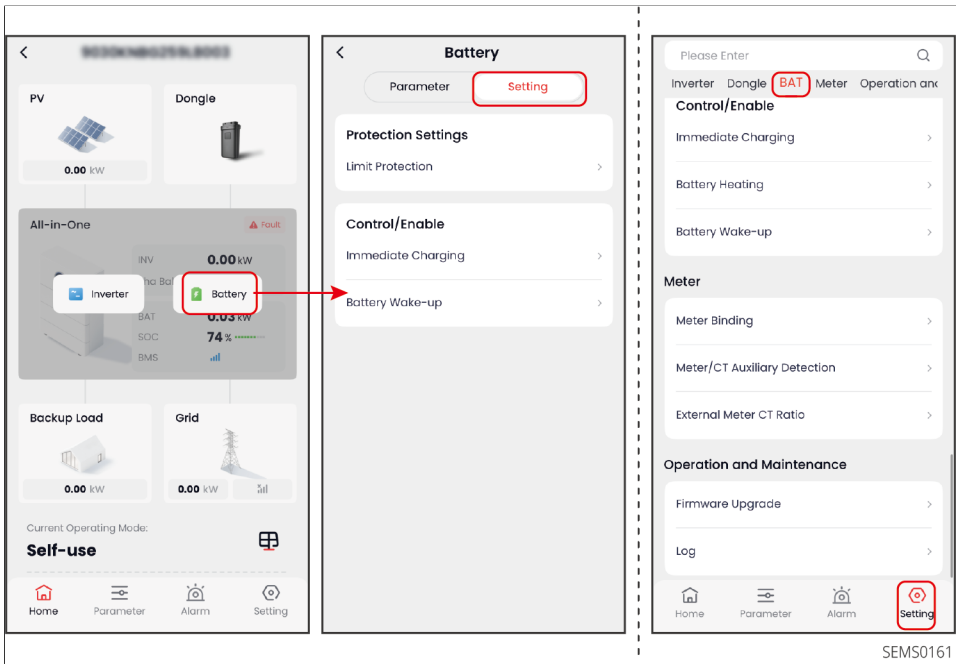 PV
Dongle
0.00 kW
All-in-One
Fault
INV
0.00 kW
Inverter
Battery
BAT
0.03 kW
SOC
74 %
BMS
Backup Load
Grid
0.00 kW
0.00 kW
Current Operating Mode:
Self-use
Home
Parameter
Alarm
Setting
Battery
Parameter
Setting
Protection Settings
Limit Protection
Control/Enable
Immediate Charging
Battery Wake-up
Please Enter
Inverter Dongle BAT Meter Operation and
Control/Enable
Immediate Charging
Battery Heating
Battery Wake-up
Meter
Meter Binding
Meter/CT Auxiliary Detection
External Meter CT Ratio
Operation and Maintenance
Firmware Upgrade
Log
Home
Parameter
Alarm
Setting
SEMS0161